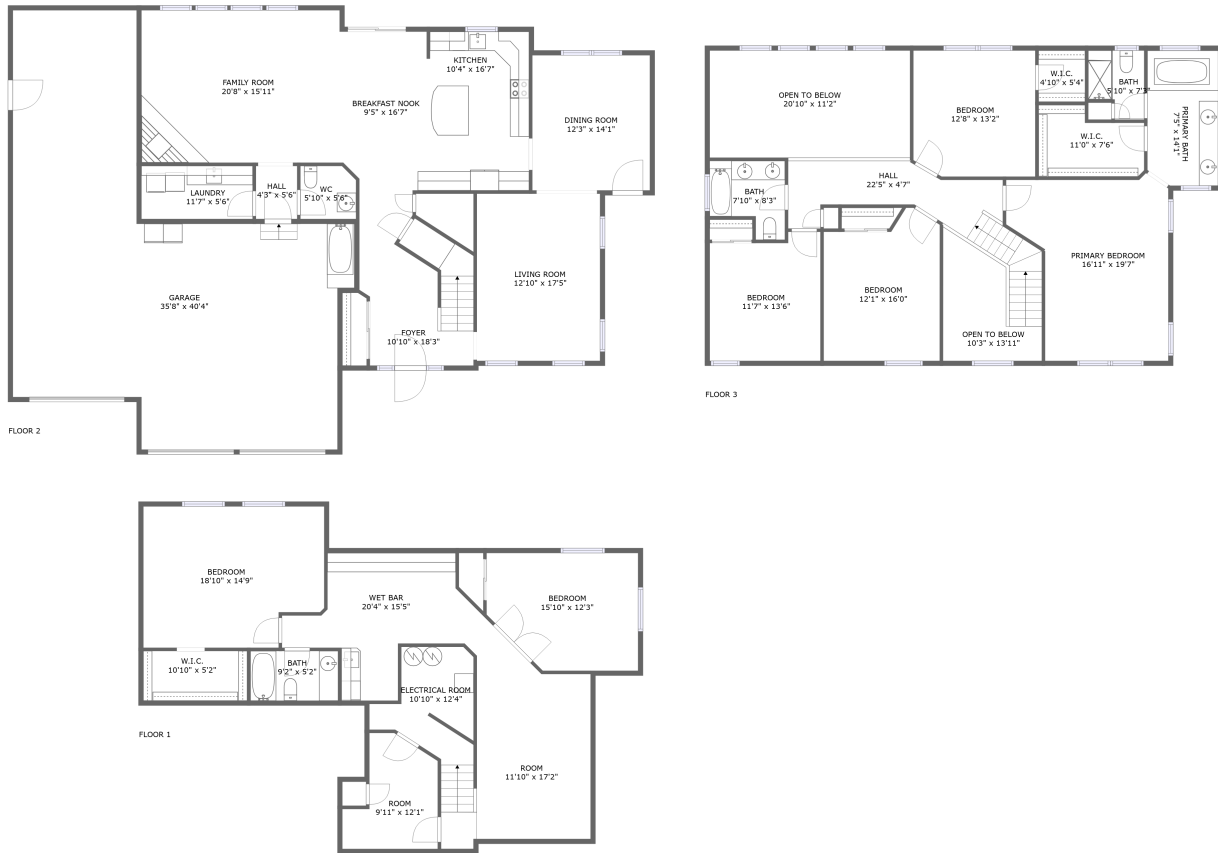 FAMILY ROOM
20'8" x 15'11"
KITCHEN
10'4" x 16'7"
BREAKFAST NOOK
9'5" x 16'7"
DINING ROOM
12'3" x 14'1"
LAUNDRY
11'7" x 5'6"
HALL
4'3" x 5'6"
WC
5'10" x 5'6"
GARAGE
35'8" x 40'4"
LIVING ROOM
12'10" x 17'5"
FOYER
10'10" x 18'3"
FLOOR 2
OPEN TO BELOW
20'10" x 11'2"
BEDROOM
12'8" x 13'2"
W.I.C.
4'10" x 5'4"
BATH
5'10" x 7'3"
W.I.C.
11'0" x 7'6"
PRIMARY BATH
7'5" x 14'1"
BATH
7'10" x 8'3"
HALL
22'5" x 4'7"
PRIMARY BEDROOM
16'11" x 19'7"
BEDROOM
11'7" x 13'6"
BEDROOM
12'1" x 16'0"
OPEN TO BELOW
10'3" x 13'11"
FLOOR 3
BEDROOM
18'10" x 14'9"
WET BAR
20'4" x 15'5"
BEDROOM
15'10" x 12'3"
W.I.C.
10'10" x 5'2"
BATH
9'2" x 5'2"
ELECTRICAL ROOM
10'10" x 12'4"
FLOOR 1
ROOM
11'10" x 17'2"
ROOM
9'11" x 12'1"